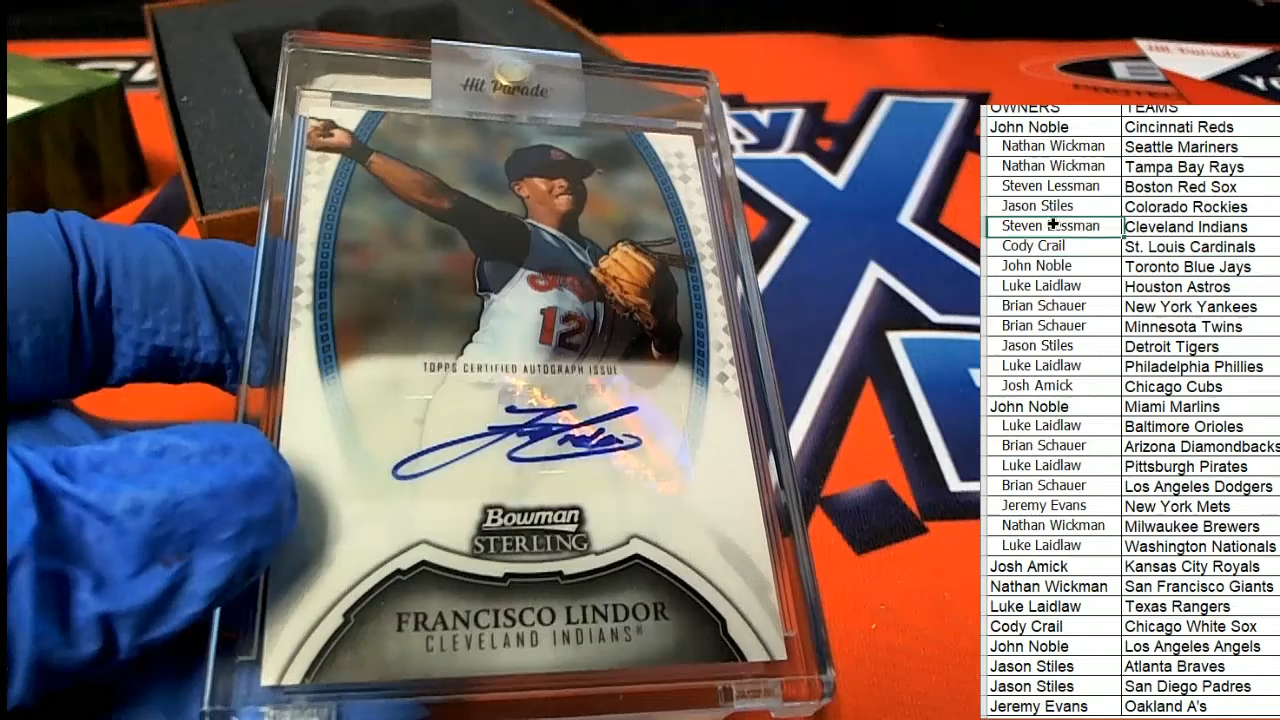 Hit Parade
Hit Parade
12
TOPPS CERTIFIED AUTOGRAPH ISSUE
Bowman
STERLING
FRANCISCO LINDOR
CLEVELAND INDIANS
OWNERS TEAMS
John Noble Cincinnati Reds
Nathan Wickman Seattle Mariners
Nathan Wickman Tampa Bay Rays
Steven Lessman Boston Red Sox
Jason Stiles Colorado Rockies
Steven Lessman Cleveland Indians
Cody Crail St. Louis Cardinals
John Noble Toronto Blue Jays
Luke Laidlaw Houston Astros
Brian Schauer New York Yankees
Brian Schauer Minnesota Twins
Jason Stiles Detroit Tigers
Luke Laidlaw Philadelphia Phillies
Josh Amick Chicago Cubs
John Noble Miami Marlins
Luke Laidlaw Baltimore Orioles
Brian Schauer Arizona Diamondbacks
Luke Laidlaw Pittsburgh Pirates
Brian Schauer Los Angeles Dodgers
Jeremy Evans New York Mets
Nathan Wickman Milwaukee Brewers
Luke Laidlaw Washington Nationals
Josh Amick Kansas City Royals
Nathan Wickman San Francisco Giants
Luke Laidlaw Texas Rangers
Cody Crail Chicago White Sox
John Noble Los Angeles Angels
Jason Stiles Atlanta Braves
Jason Stiles San Diego Padres
Jeremy Evans Oakland A's